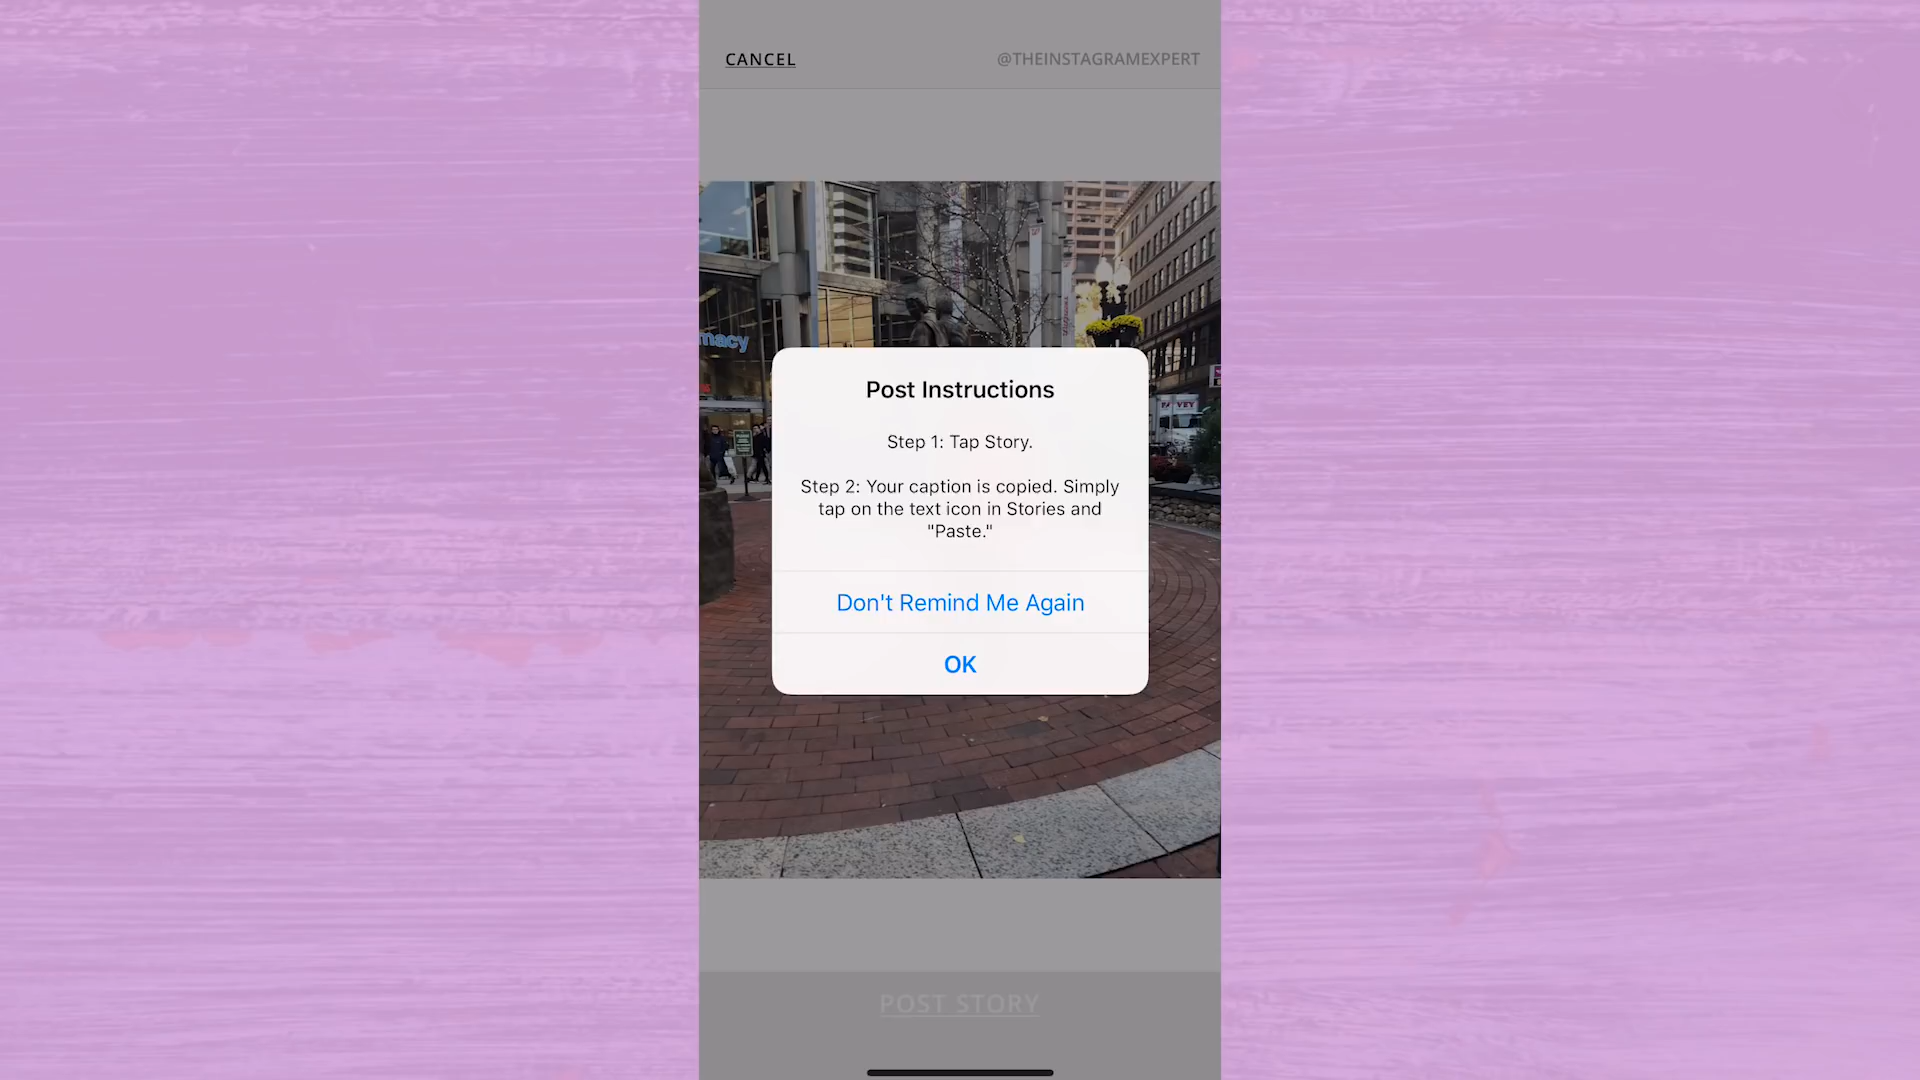 CANCEL
@THEINSTAGRAMEXPERT
macy
Post Instructions
Step 1: Tap Story.
Step 2: Your caption is copied. Simply
tap on the text icon in Stories and
"Paste."
Don't Remind Me Again
OK
POST STORY